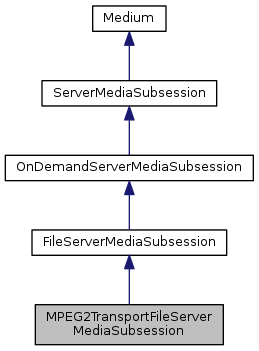 Medium
ServerMediaSubsession
OnDemandServerMediaSubsession
FileServerMediaSubsession
MPEG2TransportFileServer
MediaSubsession